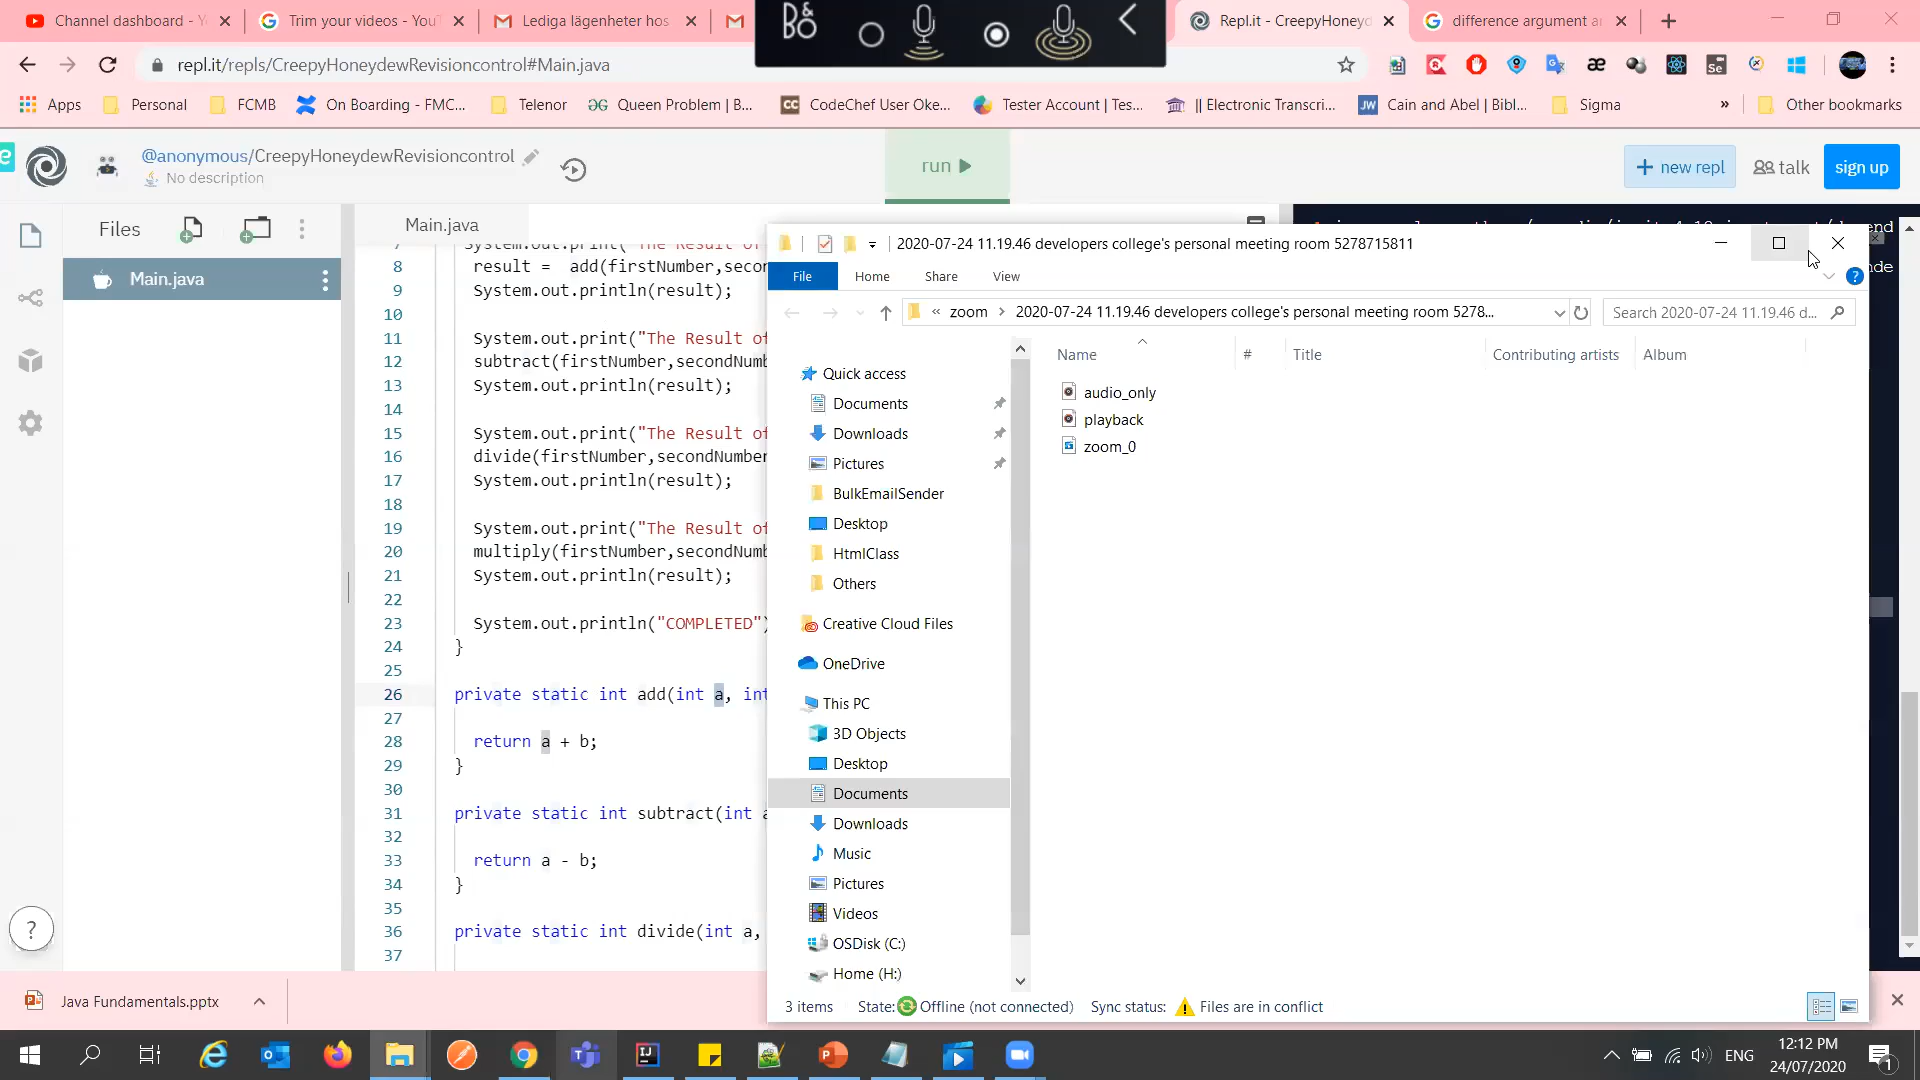 Channel dashboard - Y
Trim your videos - YouT
Lediga lägenheter hos
B&O
Repl.it - CreepyHoneyd
difference argument a
repl.it/repls/CreepyHoneydewRevisioncontrol#Main.java
Apps
Personal
FCMB
On Boarding - FMC...
Telenor
Queen Problem | B...
CodeChef User Oke...
Tester Account | Tes...
|| Electronic Transcri...
Cain and Abel | Bibl...
Sigma
»
Other bookmarks
@anonymous/CreepyHoneydewRevisioncontrol
No description
run
+ new repl
talk
sign up
Files
Main.java
Main.java
?
7 System.out.print("The Result of
8 result =  add(firstNumber,seco
9 System.out.println(result);
10
11 System.out.print("The Result of
12 subtract(firstNumber,secondNum
13 System.out.println(result);
14
15 System.out.print("The Result of
16 divide(firstNumber,secondNumber
17 System.out.println(result);
18
19 System.out.print("The Result of
20 multiply(firstNumber,secondNumb
21 System.out.println(result);
22
23 System.out.println("COMPLETED")
24 }
25
26 private static int add(int a, int
27
28 return a + b;
29 }
30
31 private static int subtract(int a
32
33 return a - b;
34 }
35
36 private static int divide(int a,
37
2020-07-24 11.19.46 developers college's personal meeting room 5278715811
File
Home
Share
View
?
« zoom > 2020-07-24 11.19.46 developers college's personal meeting room 5278...
Search 2020-07-24 11.19.46 d...
Name
#
Title
Contributing artists
Album
audio_only
playback
zoom_0
Quick access
Documents
Downloads
Pictures
BulkEmailSender
Desktop
HtmlClass
Others
Creative Cloud Files
OneDrive
This PC
3D Objects
Desktop
Documents
Downloads
Music
Pictures
Videos
OSDisk (C:)
Home (H:)
3 items
State: Offline (not connected)
Sync status: Files are in conflict
Java Fundamentals.pptx
ENG
12:12 PM
24/07/2020
1